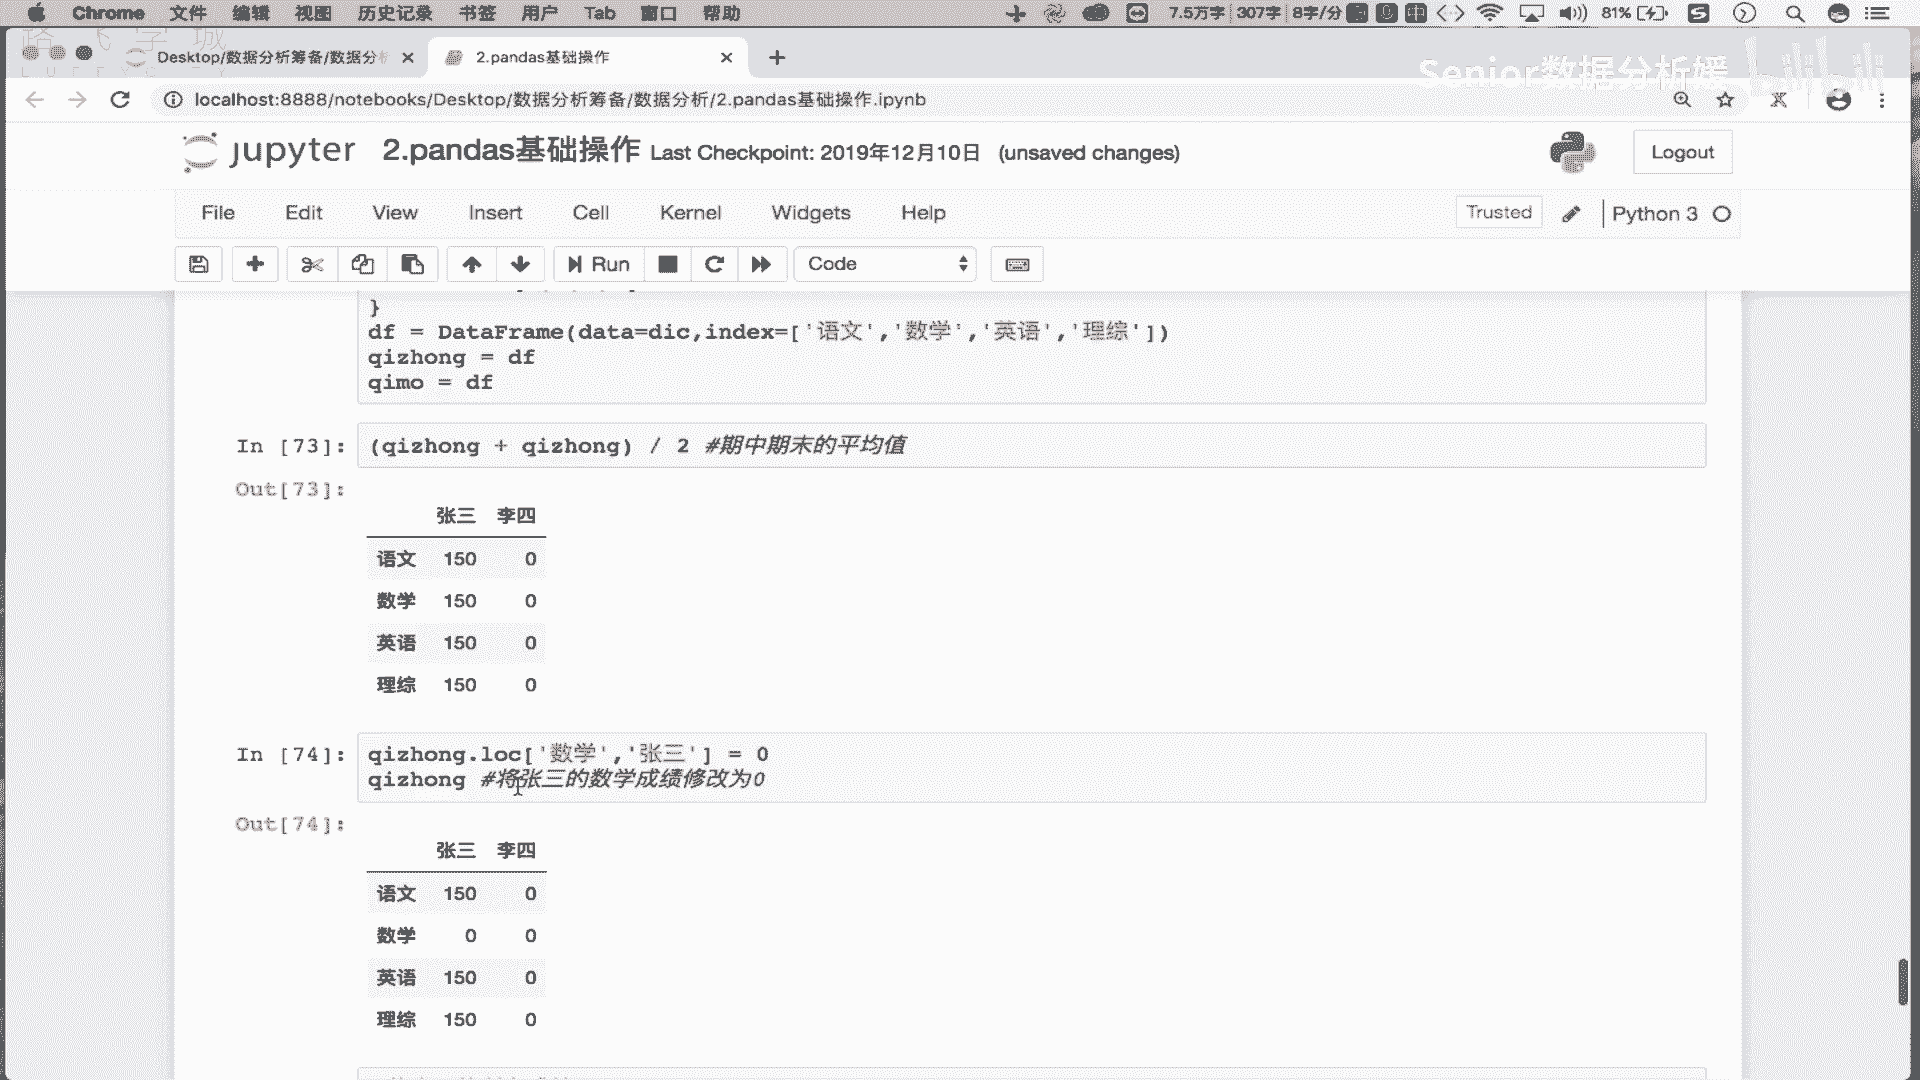 Chrome 文件 编辑 视图 历史记录 书签 用户 Tab 窗口 帮助 7.5万字 307字 8字/分 中 81%
Desktop/数据分析筹备/数据分析 2.pandas基础操作
Senior数据分析媛 bilibili
localhost:8888/notebooks/Desktop/数据分析筹备/数据分析/2.pandas基础操作.ipynb
jupyter 2.pandas基础操作 Last Checkpoint: 2019年12月10日 (unsaved changes) Logout
File Edit View Insert Cell Kernel Widgets Help Trusted Python 3
Run Code
}
df = DataFrame(data=dic,index=['语文','数学','英语','理综'])
qizhong = df
qimo = df
In [73]: (qizhong + qizhong) / 2 #期中期末的平均值
Out[73]:
张三 李四
语文 150 0
数学 150 0
英语 150 0
理综 150 0
In [74]: qizhong.loc['数学','张三'] = 0
qizhong #将张三的数学成绩修改为0
Out[74]:
张三 李四
语文 150 0
数学 0 0
英语 150 0
理综 150 0